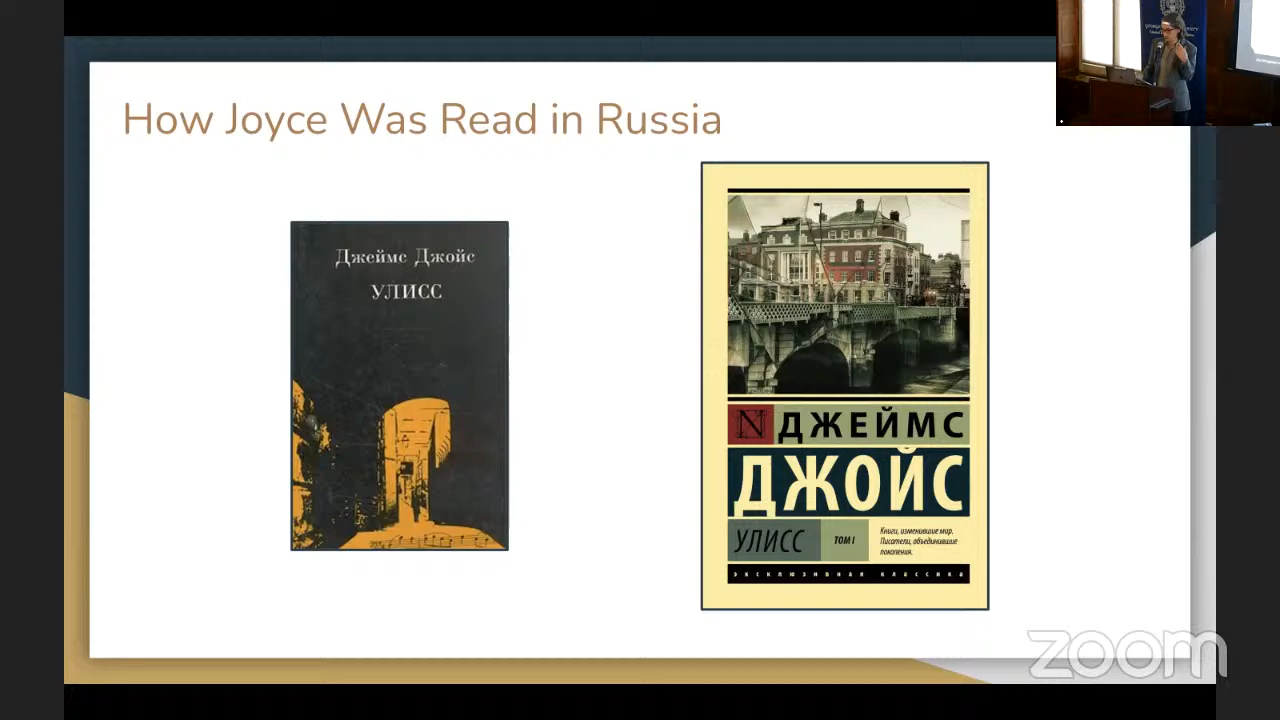 How Joyce Was Read in Russia
Джеймс Джойс
УЛИСС
N ДЖЕЙМС
ДЖОЙС
УЛИСС
ТОМ I
Книги, изменившие мир.
Писатели, объединившие
поколения.
эксклюзивная классика
zoom